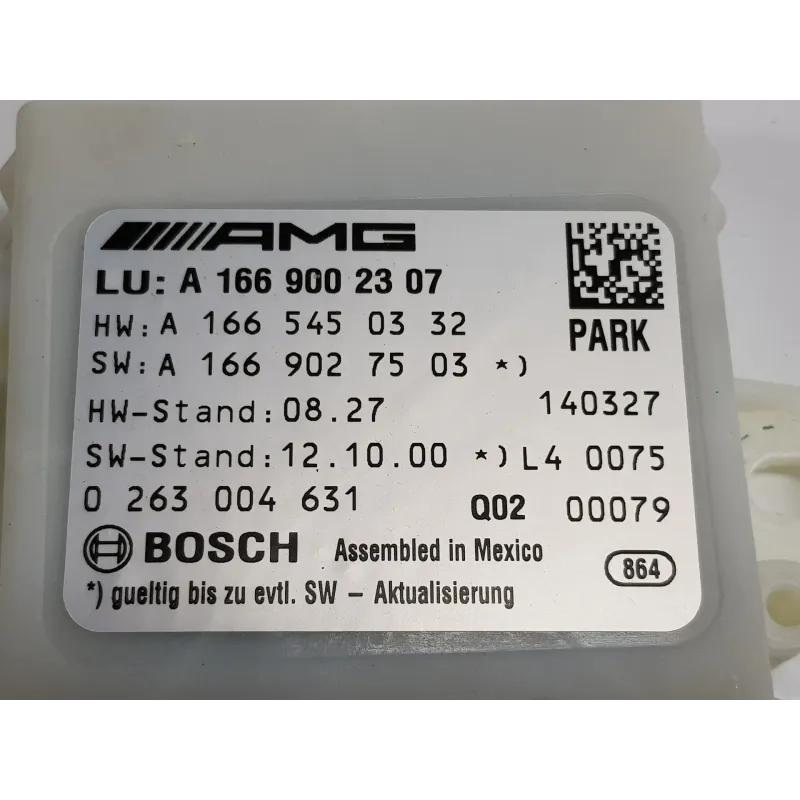 AMG
LU: A 166 900 23 07
HW: A 166 545 03 32
PARK
SW: A 166 902 75 03 *)
HW-Stand: 08.27 140327
SW-Stand: 12.10.00 *) L4 0075
0 263 004 631 Q02 00079
BOSCH Assembled in Mexico 864
*) gueltig bis zu evtl. SW - Aktualisierung